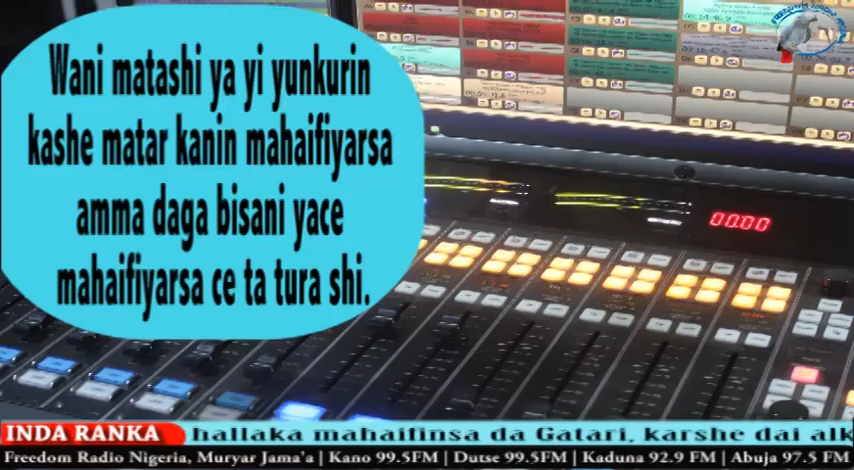 Wani matashi ya yi yunkurin
kashe matar kanin mahaifiyarsa
amma daga bisani yace
mahaifiyarsa ce ta tura shi.
00.00
INDA RANKA
hallaka mahaifinsa da Gatari, karshe dai alk
Freedom Radio Nigeria, Muryar Jama'a | Kano 99.5FM | Dutse 99.5FM | Kaduna 92.9 FM | Abuja 97.5 FM